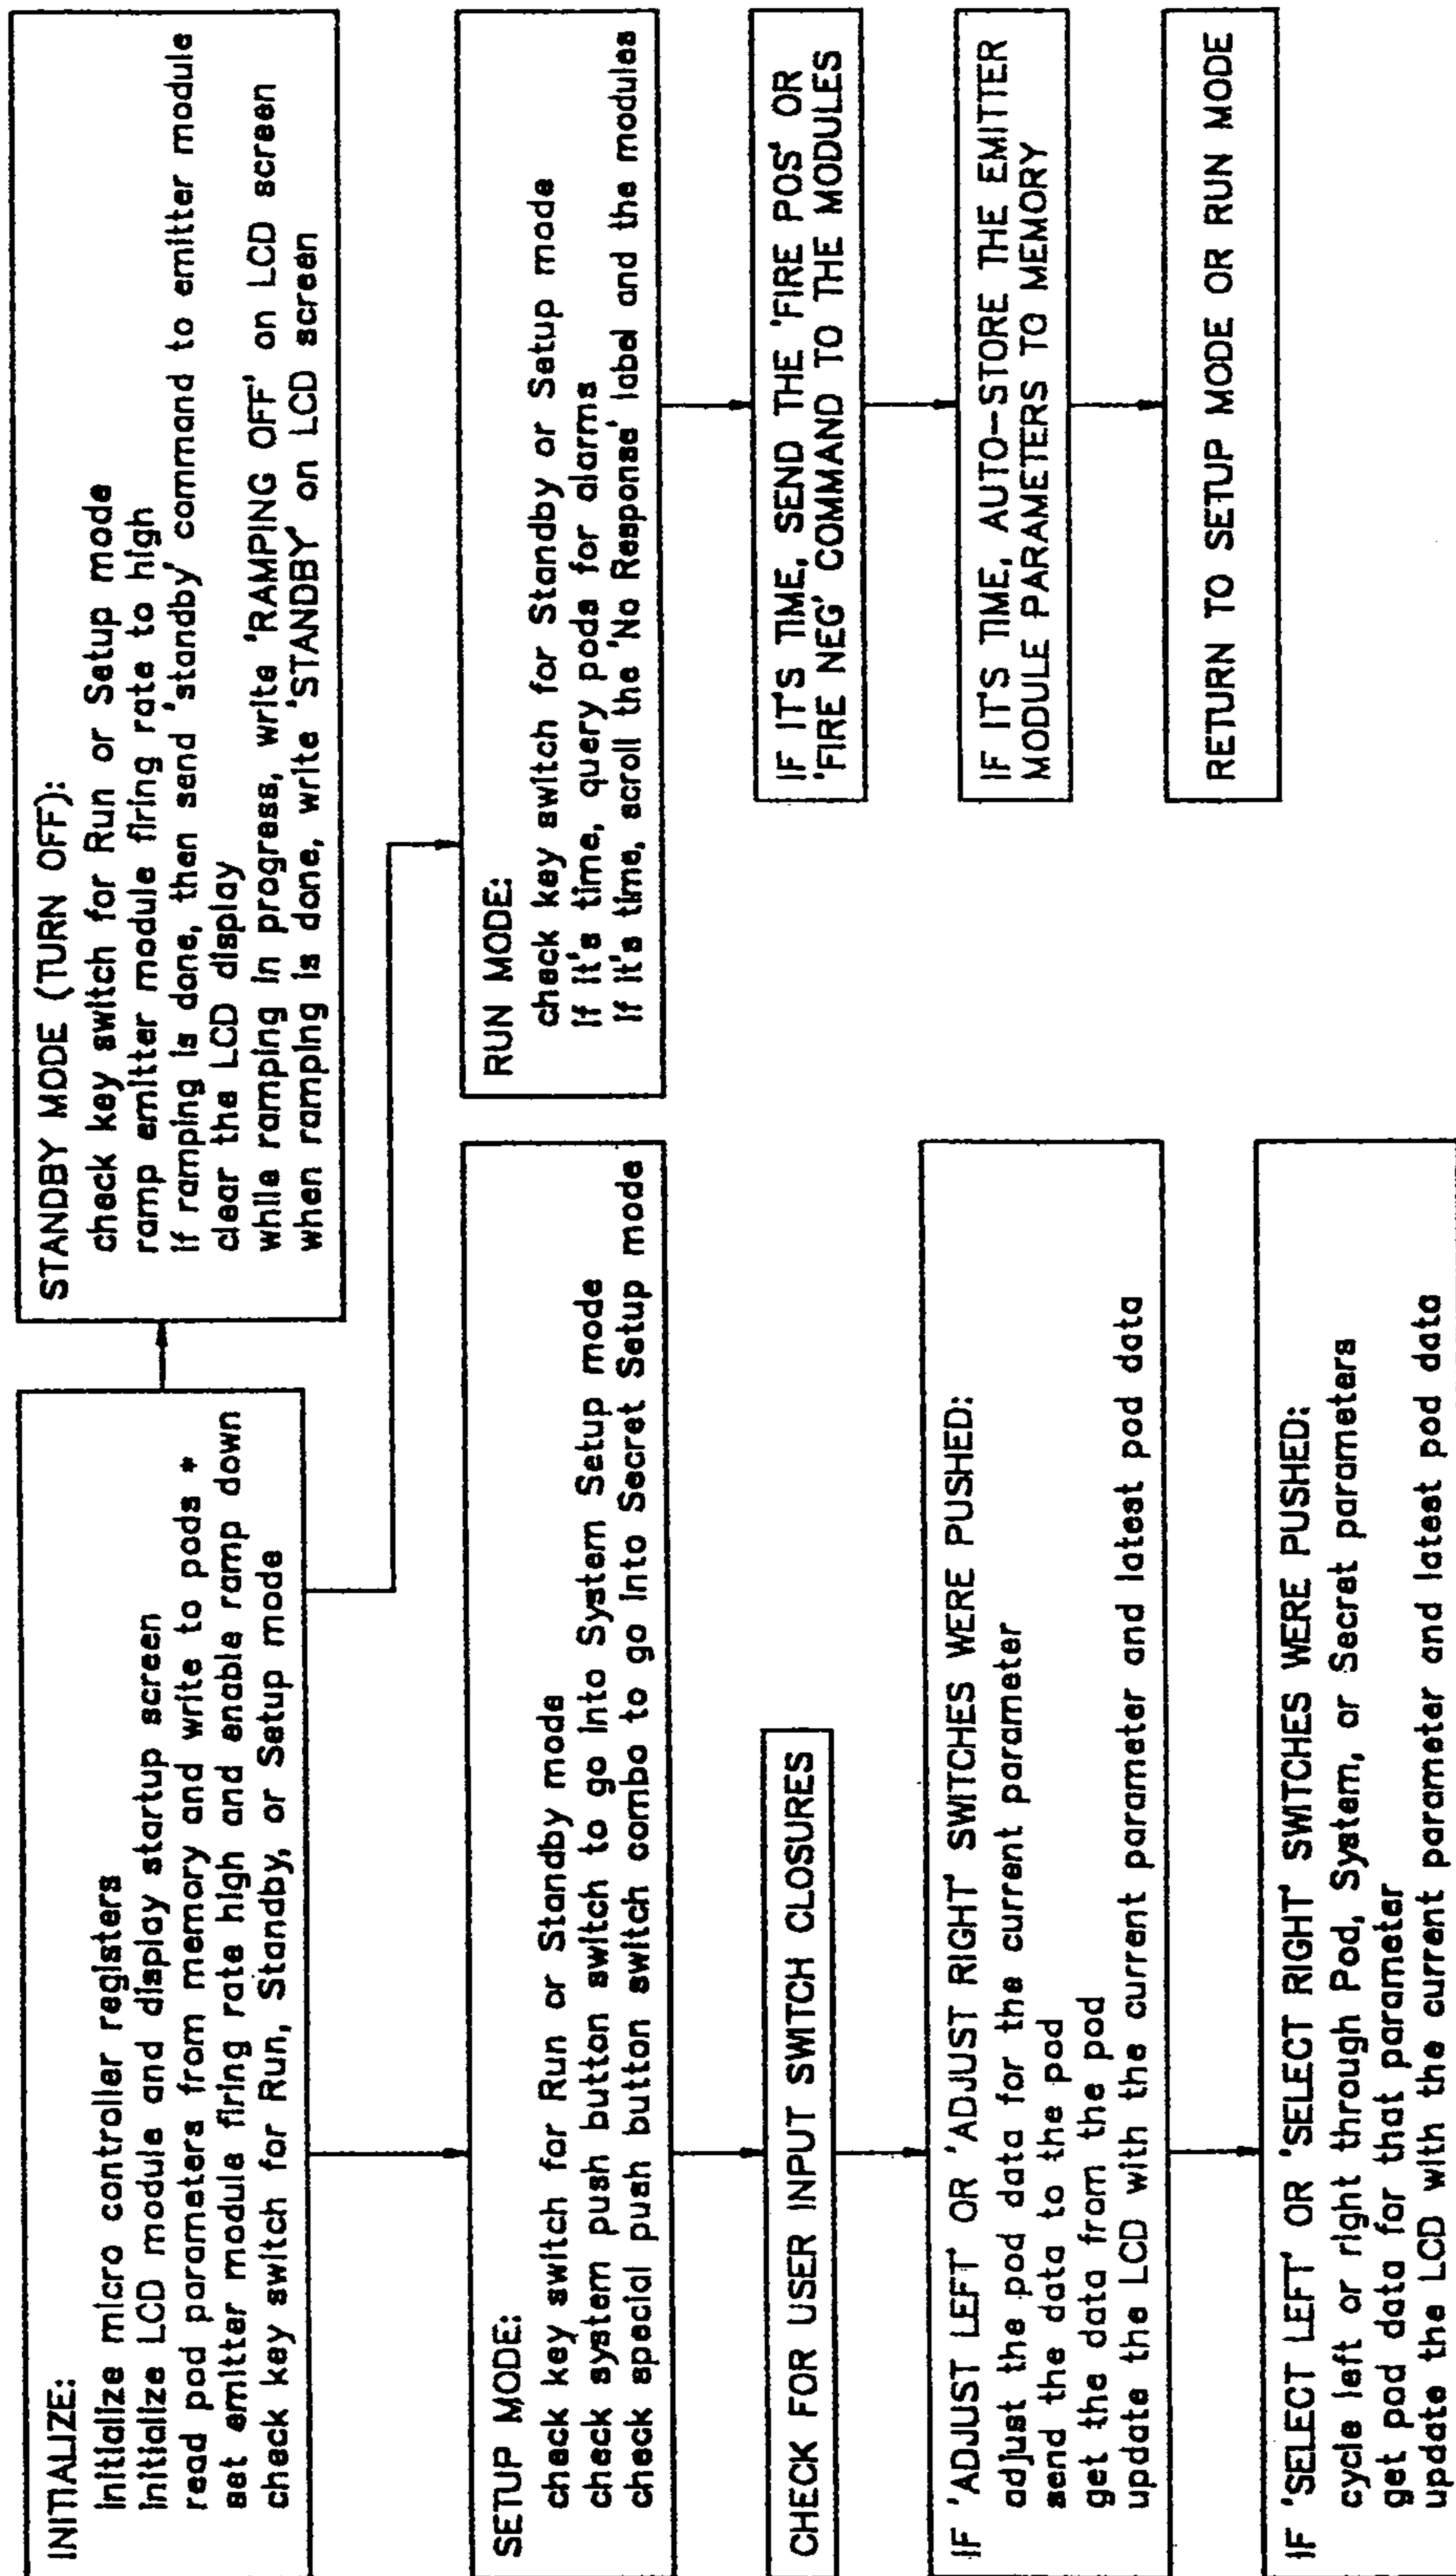 INITIALIZE:
initialize micro controller registers
initialize LCD module and display startup screen
read pod parameters from memory and write to pods *
set emitter module firing rate high and enable ramp down
check key switch for Run, Standby, or Setup mode
STANDBY MODE (TURN OFF):
check key switch for Run or Setup mode
ramp emitter module firing rate to high
if ramping is done, then send 'standby' command to emitter module
clear the LCD display
while ramping in progress, write 'RAMPING OFF' on LCD screen
when ramping is done, write 'STANDBY' on LCD screen
SETUP MODE:
check key switch for Run or Standby mode
check system push button switch to go into System Setup mode
check special push button switch combo to go into Secret Setup mode
RUN MODE:
check key switch for Standby or Setup mode
if it's time, query pods for alarms
if it's time, scroll the 'No Response' label and the modules
CHECK FOR USER INPUT SWITCH CLOSURES
IF IT'S TIME, SEND THE 'FIRE POS' OR
'FIRE NEG' COMMAND TO THE MODULES
IF 'ADJUST LEFT' OR 'ADJUST RIGHT' SWITCHES WERE PUSHED:
adjust the pod data for the current parameter
send the data to the pod
get the data from the pod
update the LCD with the current parameter and latest pod data
IF IT'S TIME, AUTO-STORE THE EMITTER
MODULE PARAMETERS TO MEMORY
RETURN TO SETUP MODE OR RUN MODE
IF 'SELECT LEFT' OR 'SELECT RIGHT' SWITCHES WERE PUSHED:
cycle left or right through Pod, System, or Secret parameters
get pod data for that parameter
update the LCD with the current parameter and latest pod data